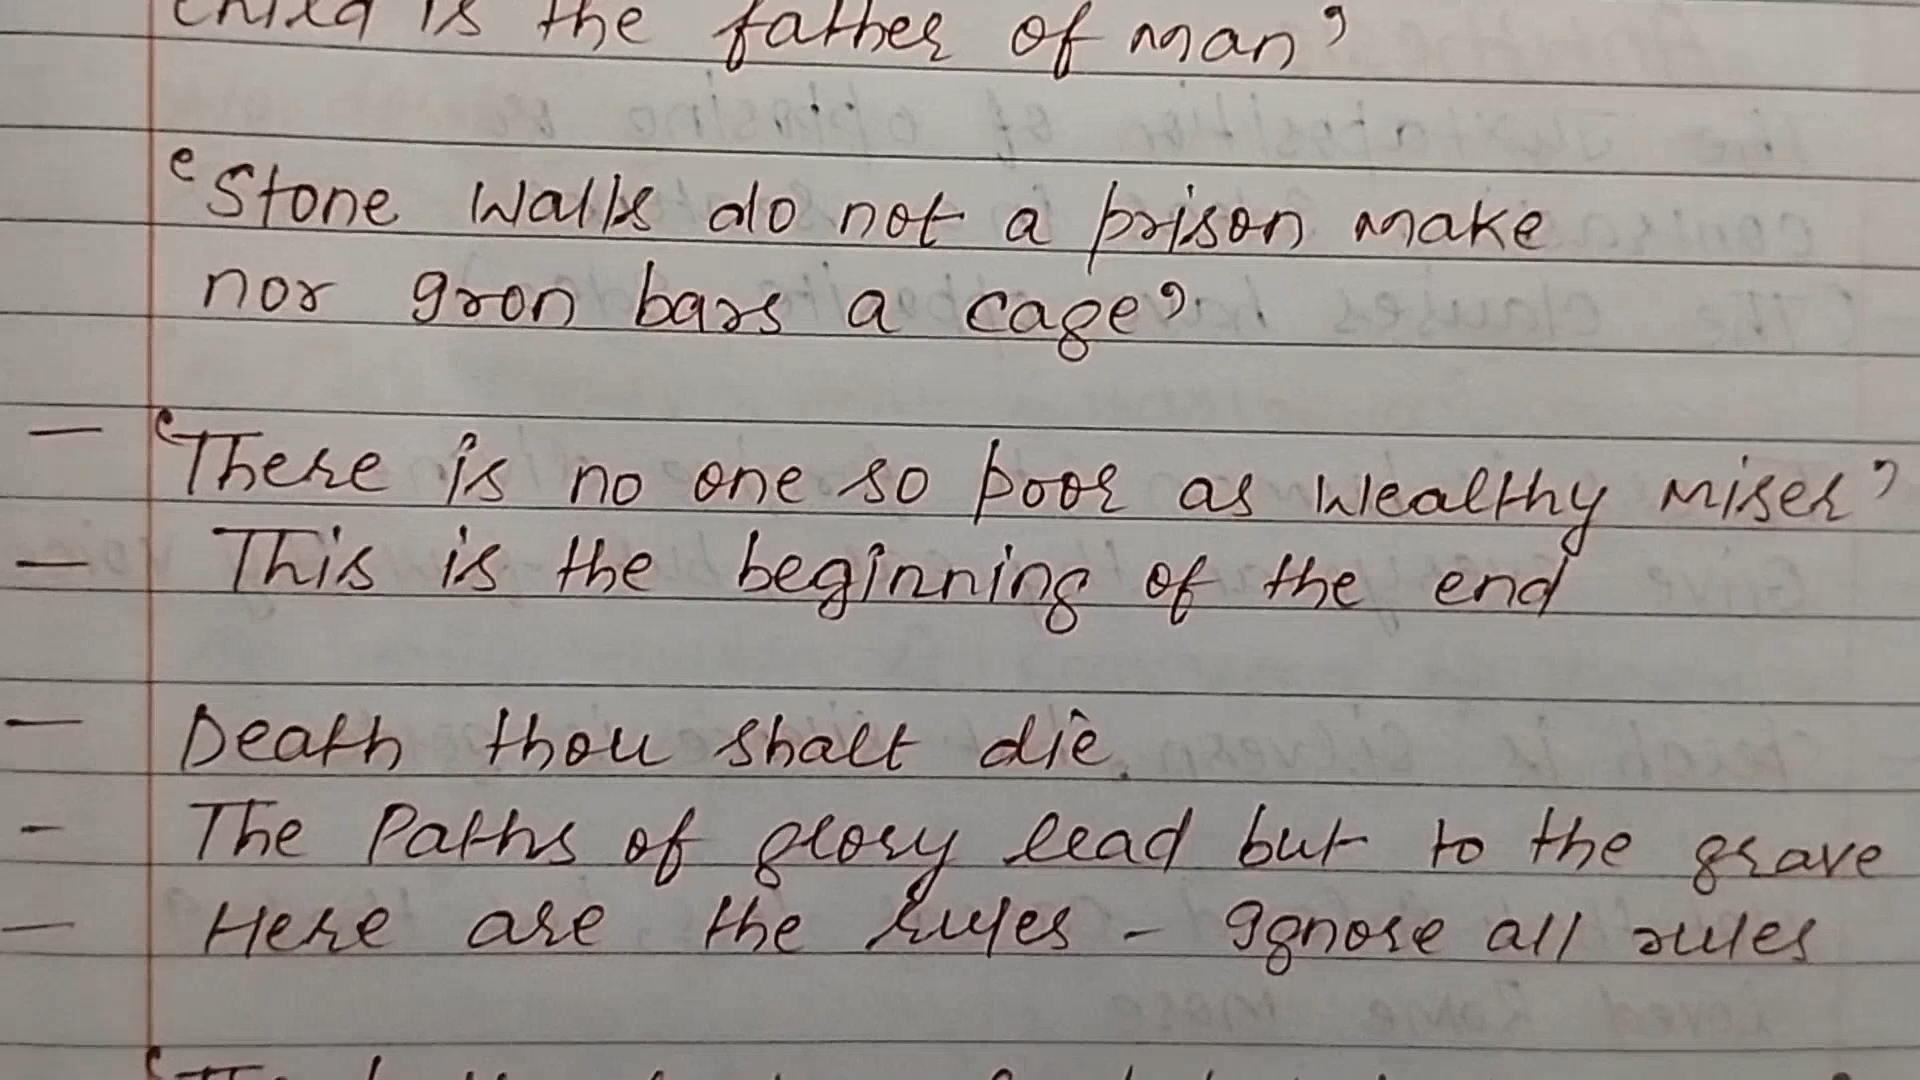 child is the father of man’
‘Stone Walls do not a prison make
nor Iron bars a cage’.
— ‘There is no one so poor as Wealthy Miser’
— This is the beginning of the end
— Death thou shalt die.
— The Paths of glory lead but to the grave
— Here are the rules - Ignore all rules